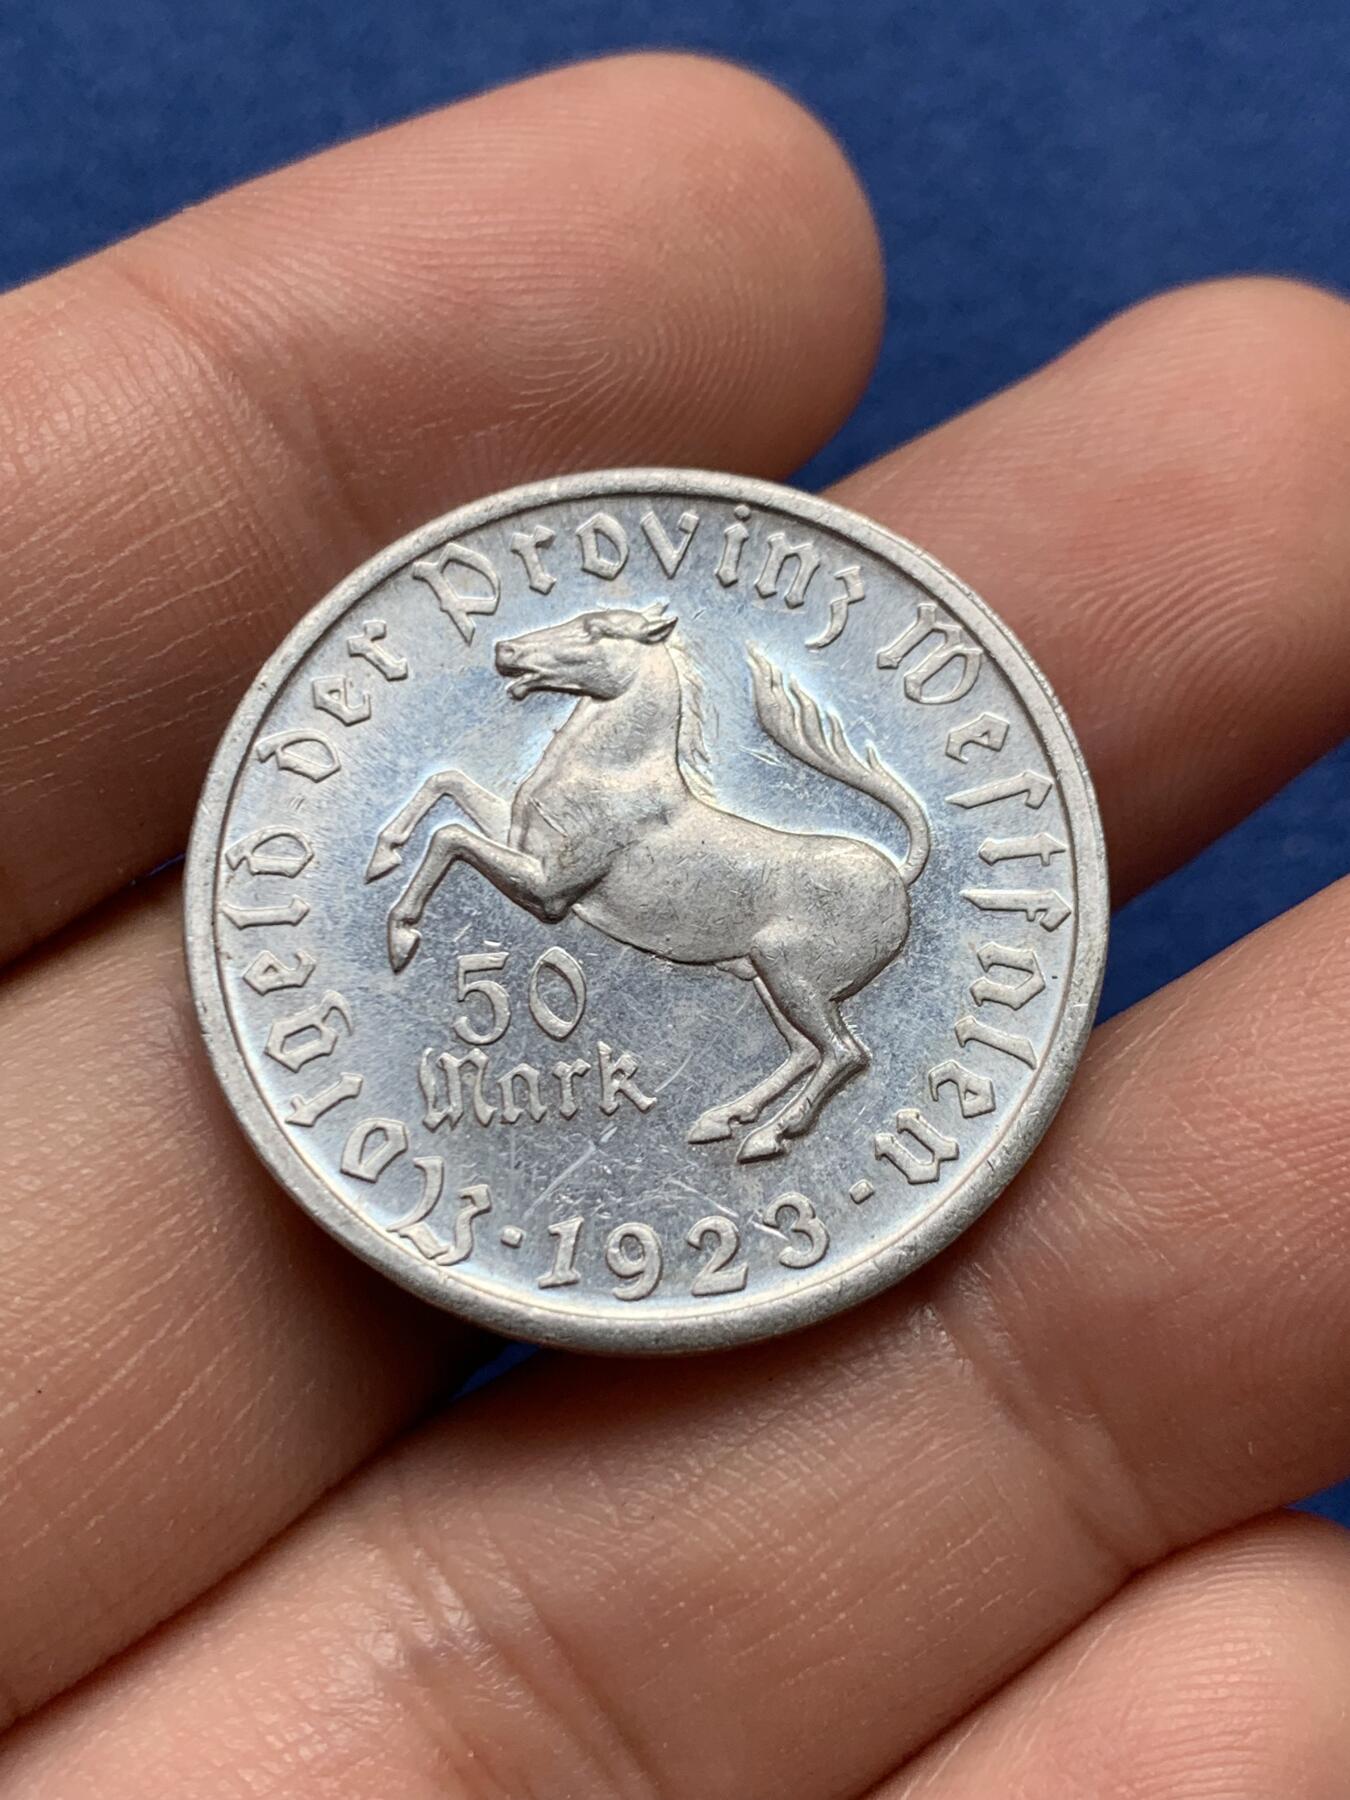 Notgeld der Provinz Westfalen
50
Mark
· 1923 ·